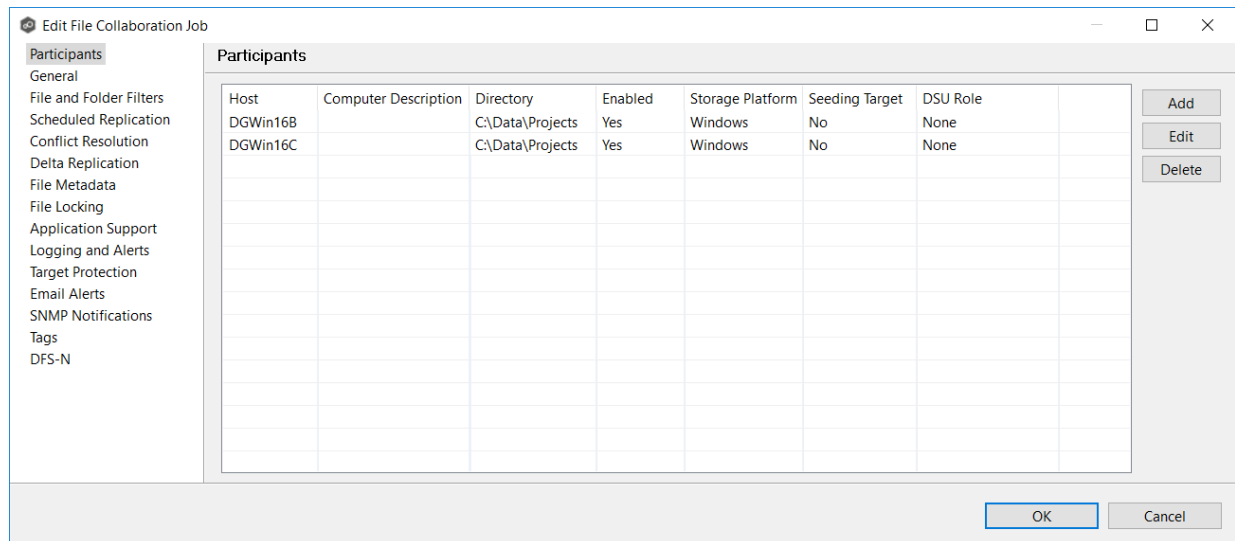 Edit File Collaboration Job
Participants
General
File and Folder Filters
Scheduled Replication
Conflict Resolution
Delta Replication
File Metadata
File Locking
Application Support
Logging and Alerts
Target Protection
Email Alerts
SNMP Notifications
Tags
DFS-N
Participants
Host Computer Description Directory Enabled Storage Platform Seeding Target DSU Role
DGWin16B C:\Data\Projects Yes Windows No None
DGWin16C C:\Data\Projects Yes Windows No None
Add
Edit
Delete
OK Cancel